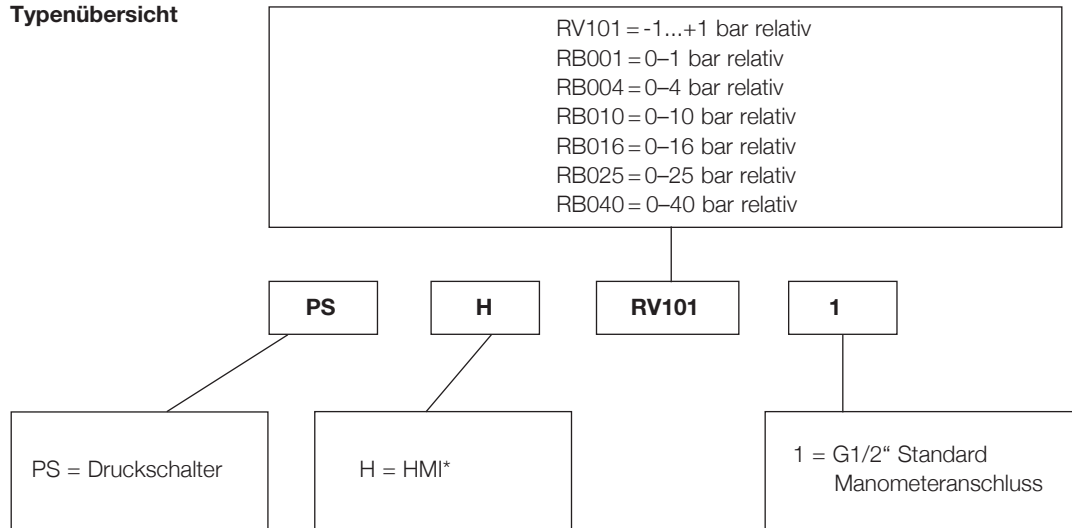 Typenübersicht
RV101 = -1...+1 bar relativ
RB001 = 0–1 bar relativ
RB004 = 0–4 bar relativ
RB010 = 0–10 bar relativ
RB016 = 0–16 bar relativ
RB025 = 0–25 bar relativ
RB040 = 0–40 bar relativ
PS H RV101 1
PS = Druckschalter
H = HMI*
1 = G1/2“ Standard
Manometeranschluss